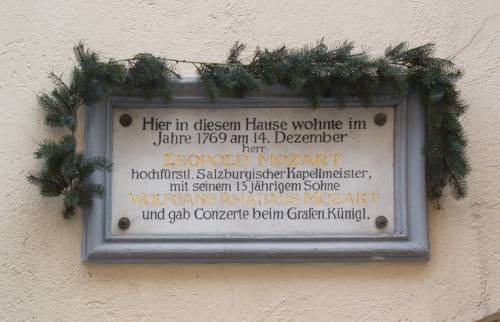 Hier in diesem Hause wohnte im
Jahre 1769 am 14. Dezember
herr
LEOPOLD MOZART
hochfürstl. Salzburgischer Kapellmeister,
mit seinem 13 jährigem Sohne
WOLFGANG AMADÄUS MOZART
und gab Conzerte beim Grafen Künigl.